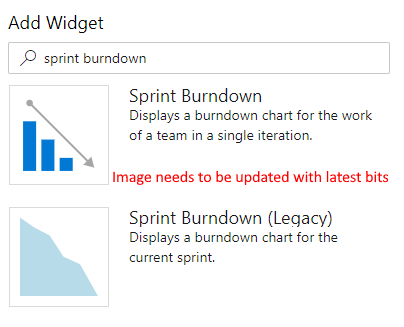 Add Widget
sprint burndown
Sprint Burndown
Displays a burndown chart for the work
of a team in a single iteration.
Image needs to be updated with latest bits
Sprint Burndown (Legacy)
Displays a burndown chart for the
current sprint.